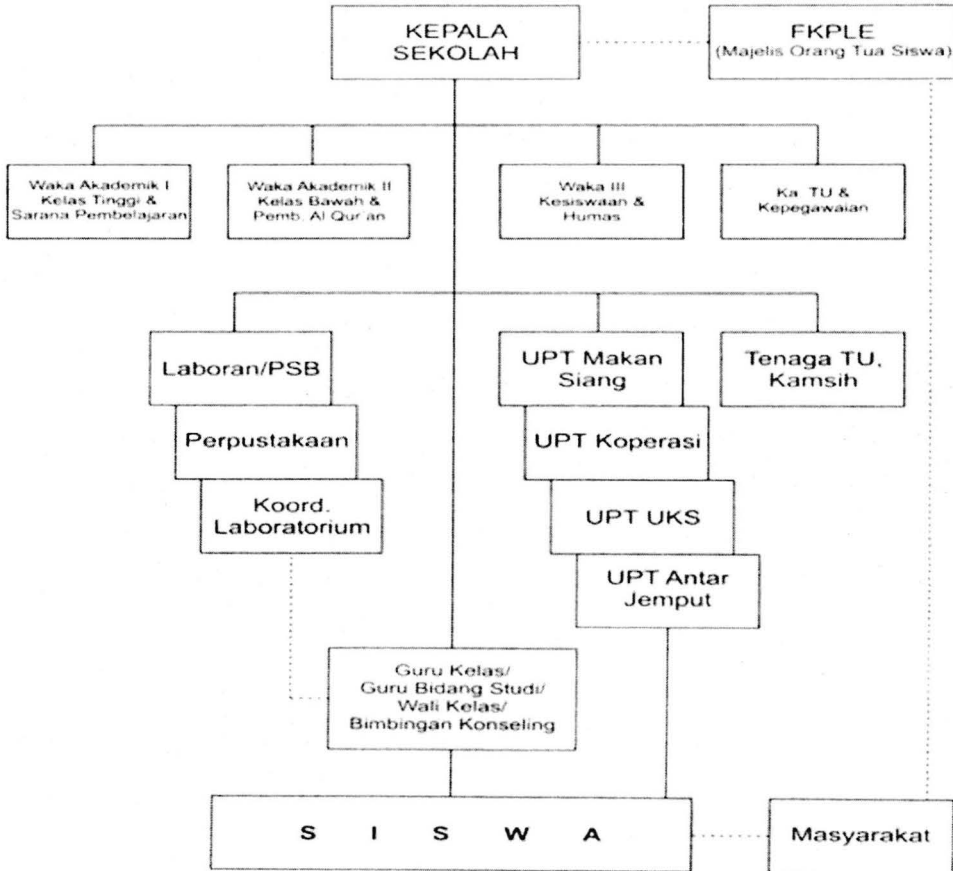 KEPALA
SEKOLAH
FKPLE
(Majelis Orang Tua Siswa)
Waka Akademik I
Kelas Tinggi &
Sarana Pembelajaran
Waka Akademik II
Kelas Bawah &
Pemb. Al Qur'an
Waka III
Kesiswaan &
Humas
Ka. TU &
Kepegawaian
Laboran/PSB
UPT Makan
Siang
Tenaga TU,
Kamsih
Perpustakaan
UPT Koperasi
Koord.
Laboratorium
UPT UKS
UPT Antar
Jemput
Guru Kelas/
Guru Bidang Studi/
Wali Kelas/
Bimbingan Konseling
S I S W A
Masyarakat